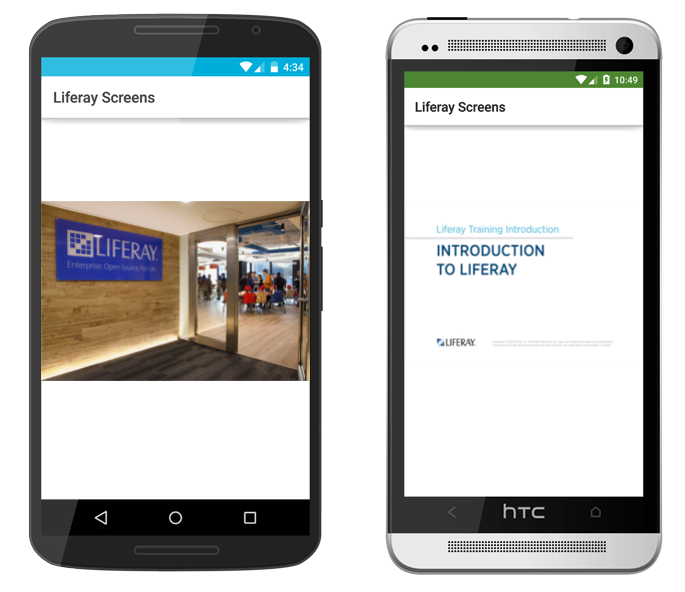 4:34
Liferay Screens
LIFERAY
Enterprise. Open Source. For Life.
10:49
Liferay Screens
Liferay Training Introduction
INTRODUCTION
TO LIFERAY
LIFERAY.
hTC